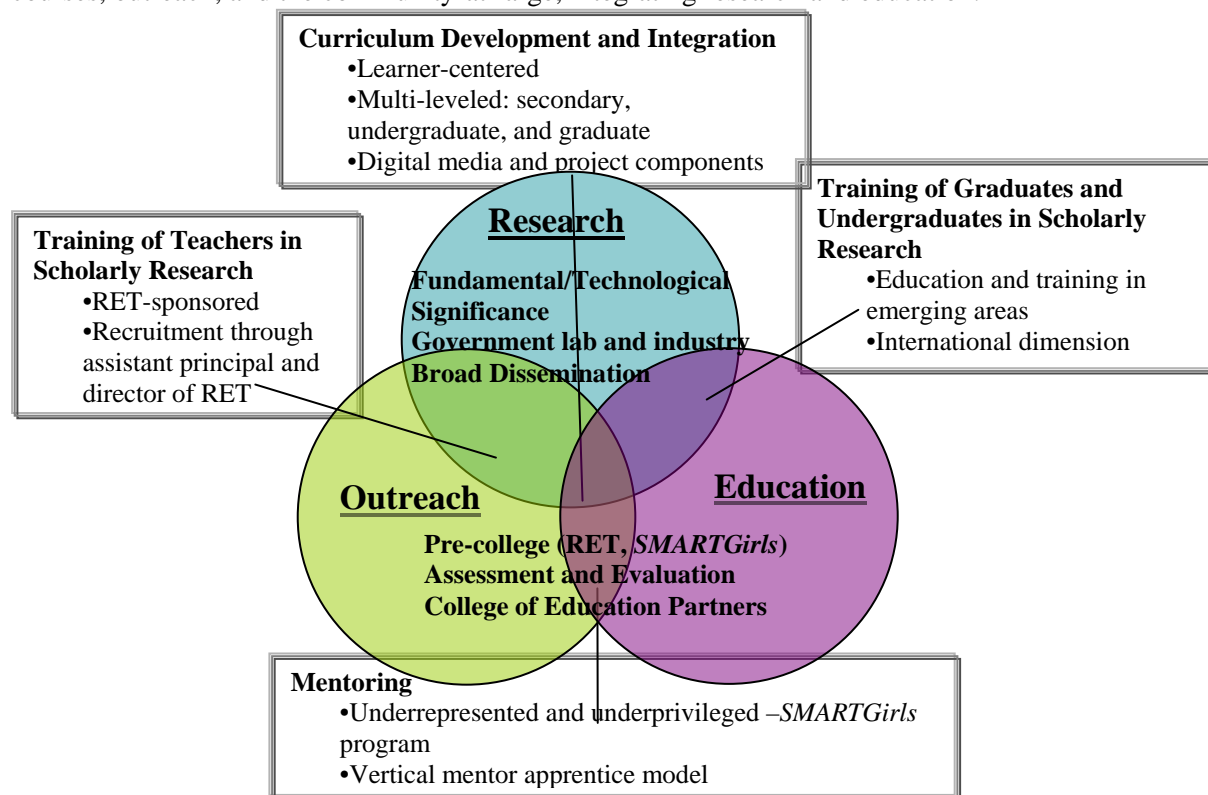 Curriculum Development and Integration
•Learner-centered
•Multi-leveled: secondary,
undergraduate, and graduate
•Digital media and project components
Training of Graduates and
Undergraduates in Scholarly
Research
•Education and training in
emerging areas
•International dimension
Training of Teachers in
Scholarly Research
•RET-sponsored
•Recruitment through
assistant principal and
director of RET
Research
Fundamental/Technological
Significance
Government lab and industry
Broad Dissemination
Outreach
Education
Pre-college (RET, SMARTGirls)
Assessment and Evaluation
College of Education Partners
Mentoring
•Underrepresented and underprivileged –SMARTGirls
program
•Vertical mentor apprentice model